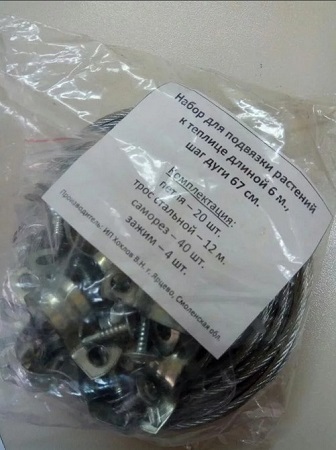 Набор для подвязки растений
к теплице длиной 6 м.,
шаг дуги 67 см.
Комплектация:
петля – 20 шт.
трос стальной – 12 м.
саморез – 40 шт.
зажим – 4 шт.
Производитель: ИП Хохлов В.Н. г. Ярцево, Смоленская обл.